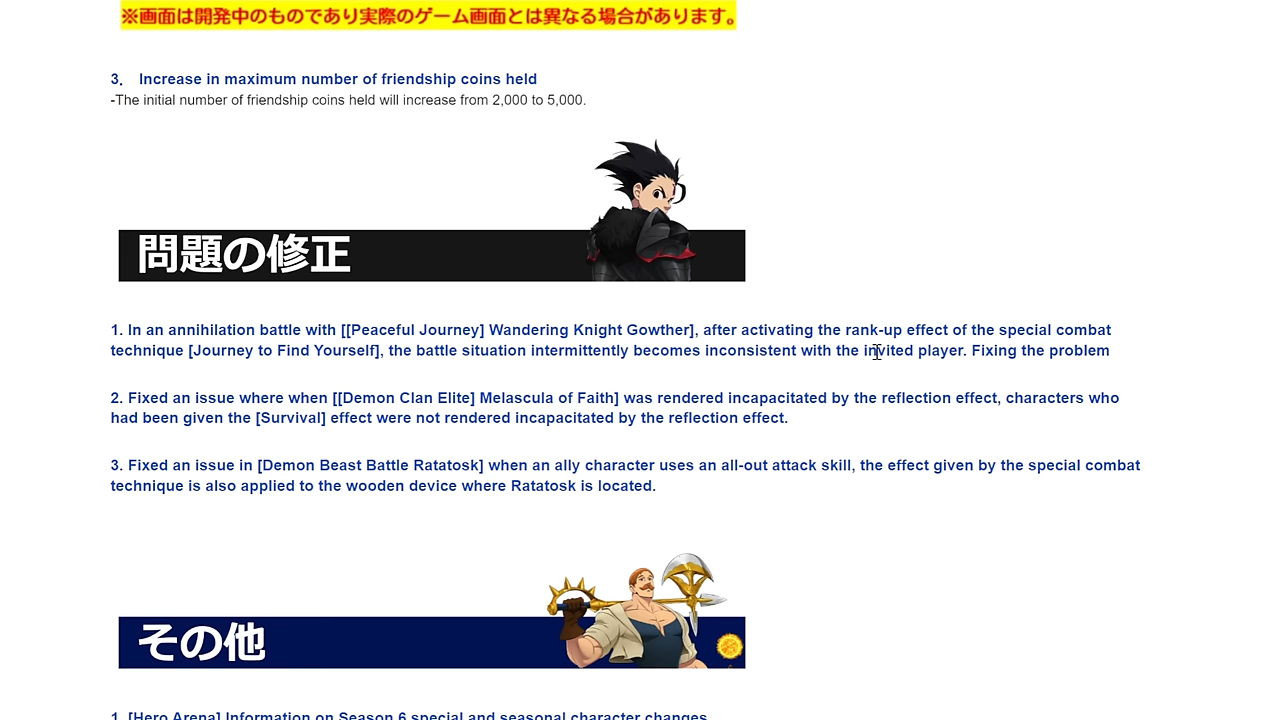 ※画面は開発中のものであり実際のゲーム画面とは異なる場合があります。
3. Increase in maximum number of friendship coins held
-The initial number of friendship coins held will increase from 2,000 to 5,000.
問題の修正
1. In an annihilation battle with [[Peaceful Journey] Wandering Knight Gowther], after activating the rank-up effect of the special combat
technique [Journey to Find Yourself], the battle situation intermittently becomes inconsistent with the invited player. Fixing the problem
2. Fixed an issue where when [[Demon Clan Elite] Melascula of Faith] was rendered incapacitated by the reflection effect, characters who
had been given the [Survival] effect were not rendered incapacitated by the reflection effect.
3. Fixed an issue in [Demon Beast Battle Ratatosk] when an ally character uses an all-out attack skill, the effect given by the special combat
technique is also applied to the wooden device where Ratatosk is located.
その他
1. [Hero Arena] Information on Season 6 special and seasonal character changes